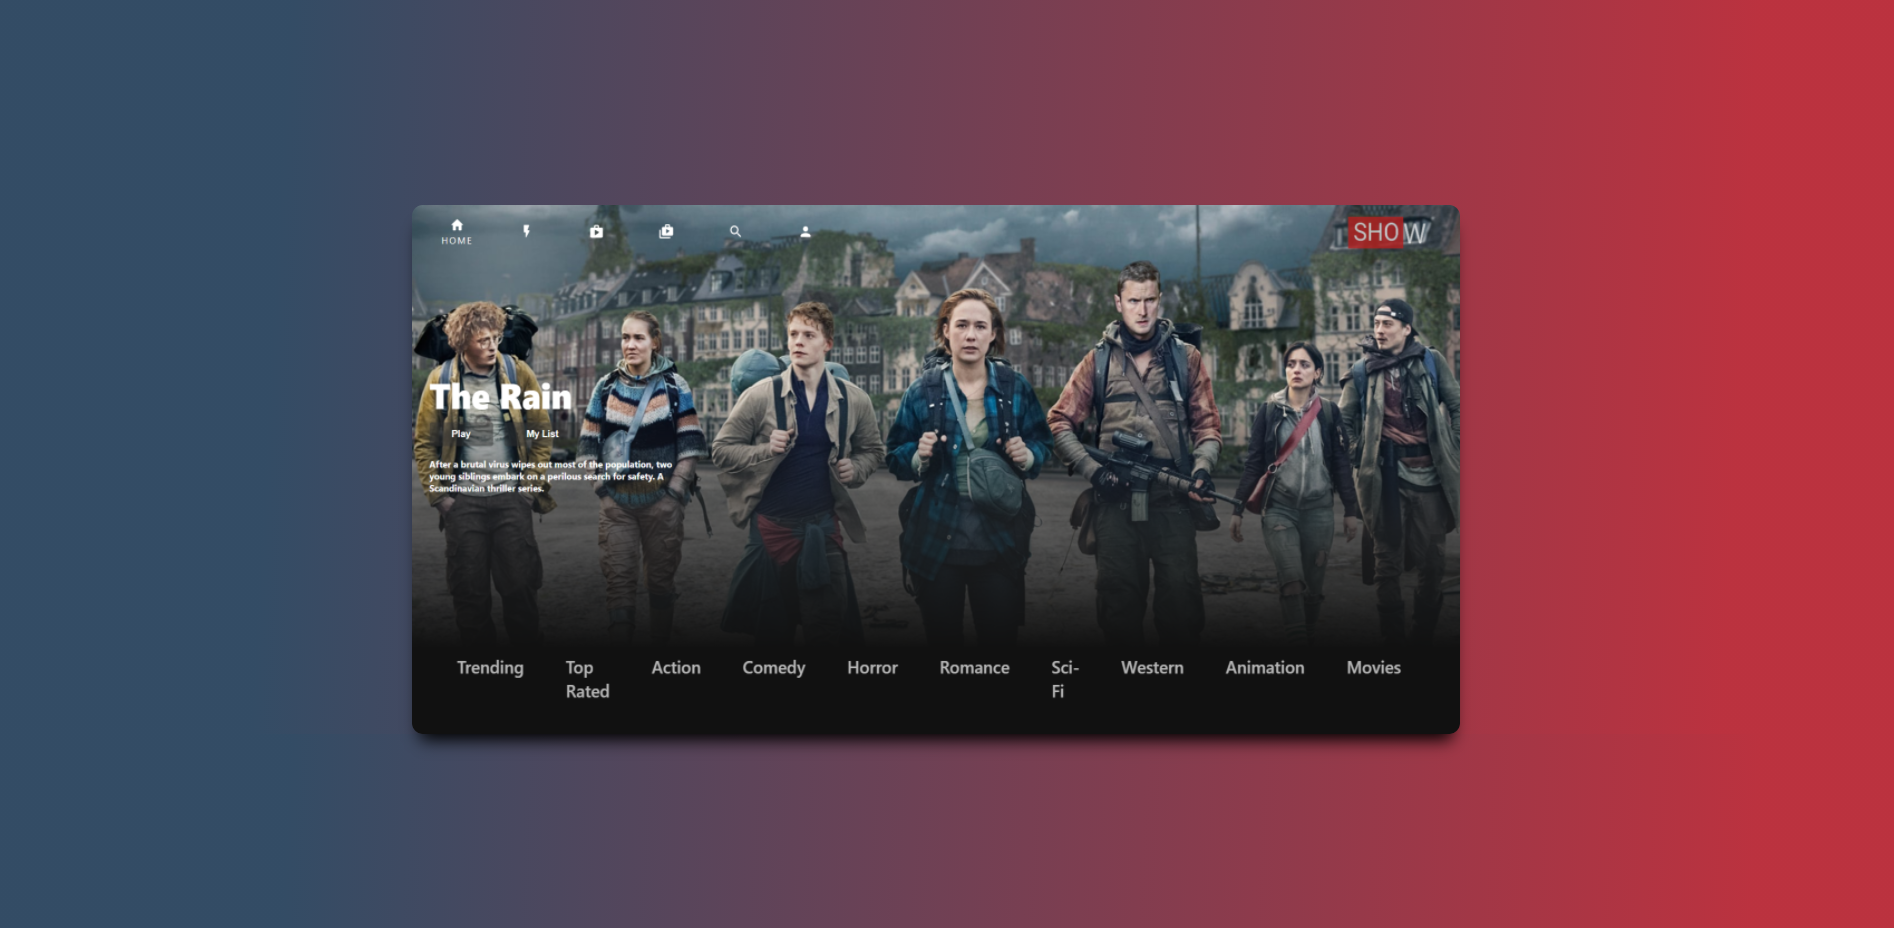 HOME
SHOW
The Rain
Play My List
After a brutal virus wipes out most of the population, two
young siblings embark on a perilous search for safety. A
Scandinavian thriller series.
Trending Top Action Comedy Horror Romance Sci- Western Animation Movies
Rated Fi